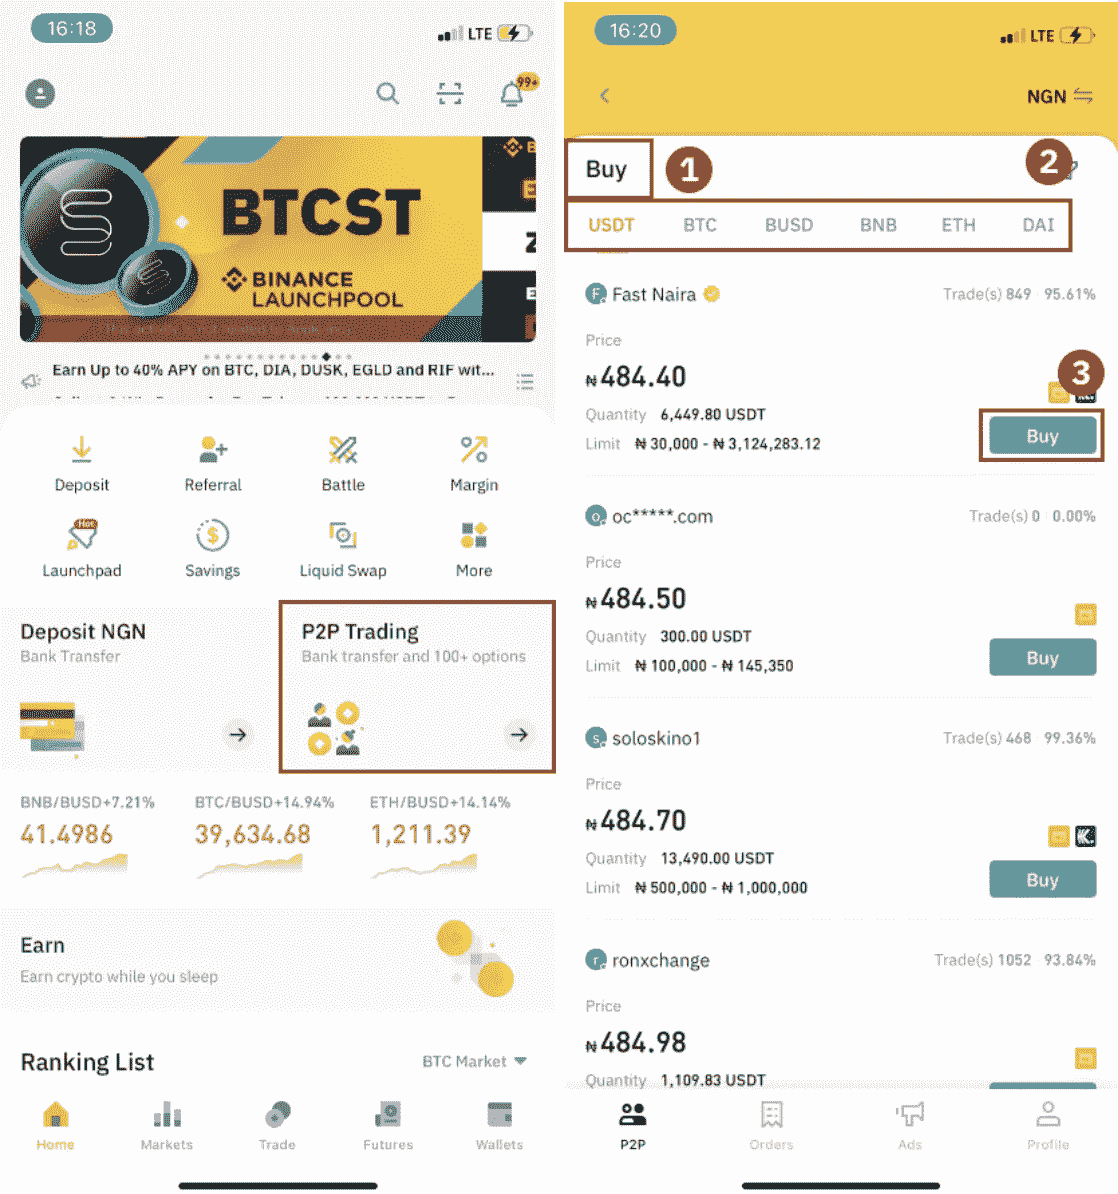 16:18
LTE
99+
BTCST
BINANCE
LAUNCHPOOL
Earn Up to 40% APY on BTC, DIA, DUSK, EGLD and RIF wit...
Deposit
Referral
Battle
Margin
Hot
Launchpad
Savings
Liquid Swap
More
Deposit NGN
Bank Transfer
P2P Trading
Bank transfer and 100+ options
BNB/BUSD+7.21%
BTC/BUSD+14.94%
ETH/BUSD+14.14%
41.4986
39,634.68
1,211.39
Earn
Earn crypto while you sleep
Ranking List
BTC Market
Home
Markets
Trade
Futures
Wallets
16:20
LTE
NGN
Buy
1
2
USDT
BTC
BUSD
BNB
ETH
DAI
F
Fast Naira
Trade(s) 849
95.61%
Price
₦484.40
3
Quantity 6,449.80 USDT
Limit ₦ 30,000 - ₦ 3,124,283.12
Buy
o
oc*****.com
Trade(s) 0
0.00%
Price
₦484.50
Quantity 300.00 USDT
Limit ₦ 100,000 - ₦ 145,350
Buy
s
soloskino1
Trade(s) 468
99.36%
Price
₦484.70
Quantity 13,490.00 USDT
Limit ₦ 500,000 - ₦ 1,000,000
Buy
r
ronxchange
Trade(s) 1052
93.84%
Price
₦484.98
Quantity 1,109.83 USDT
P2P
Orders
Ads
Profile